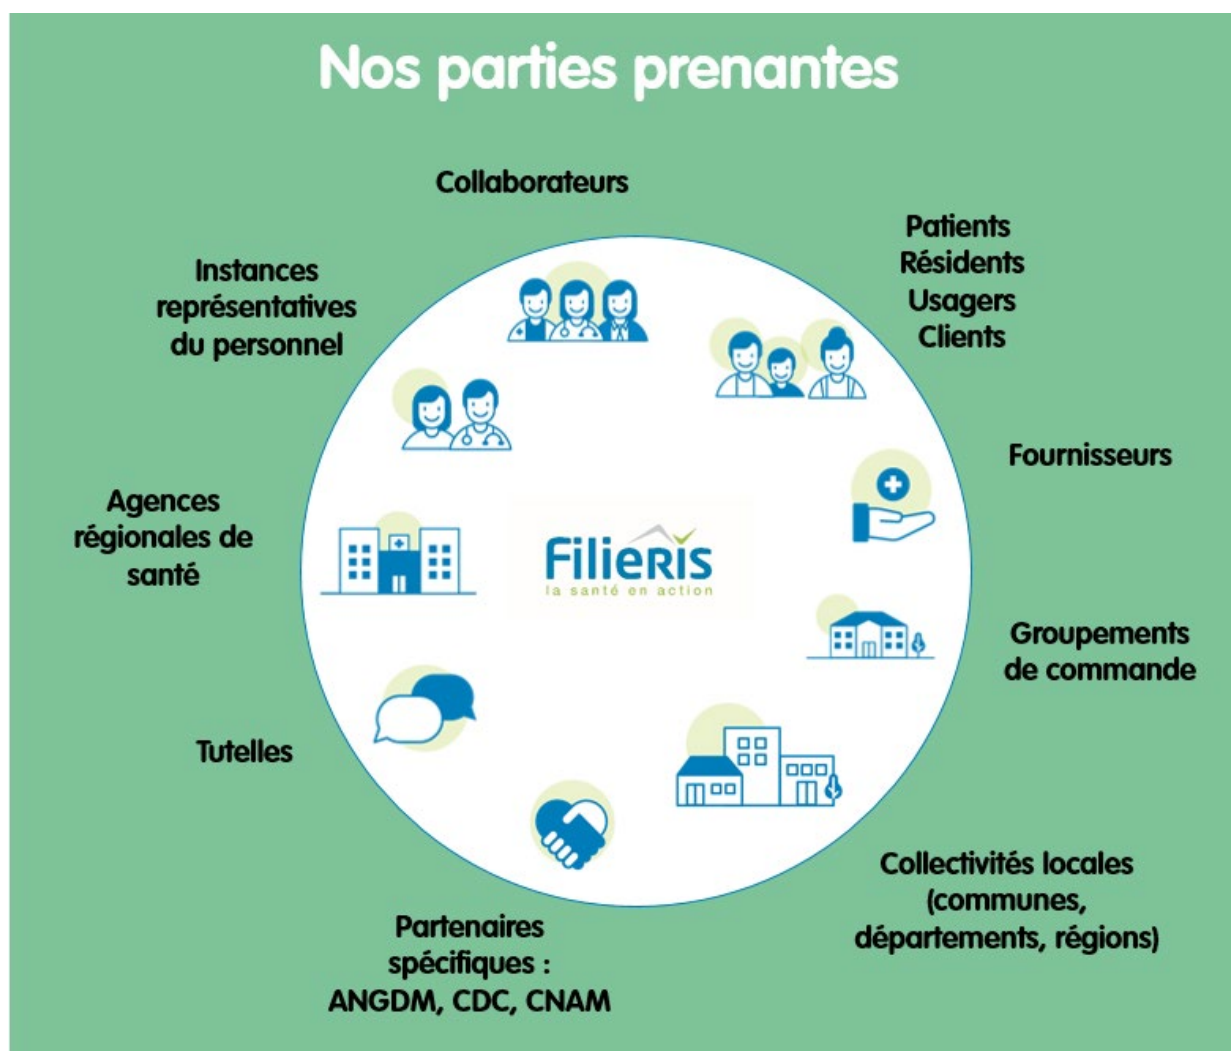 Nos parties prenantes
Collaborateurs
Patients
Résidents
Usagers
Clients
Instances
représentatives
du personnel
Fournisseurs
Agences
régionales de
santé
Filieris
la santé en action
Groupements
de commande
Tutelles
Collectivités locales
(communes,
départements, régions)
Partenaires
spécifiques :
ANGDM, CDC, CNAM